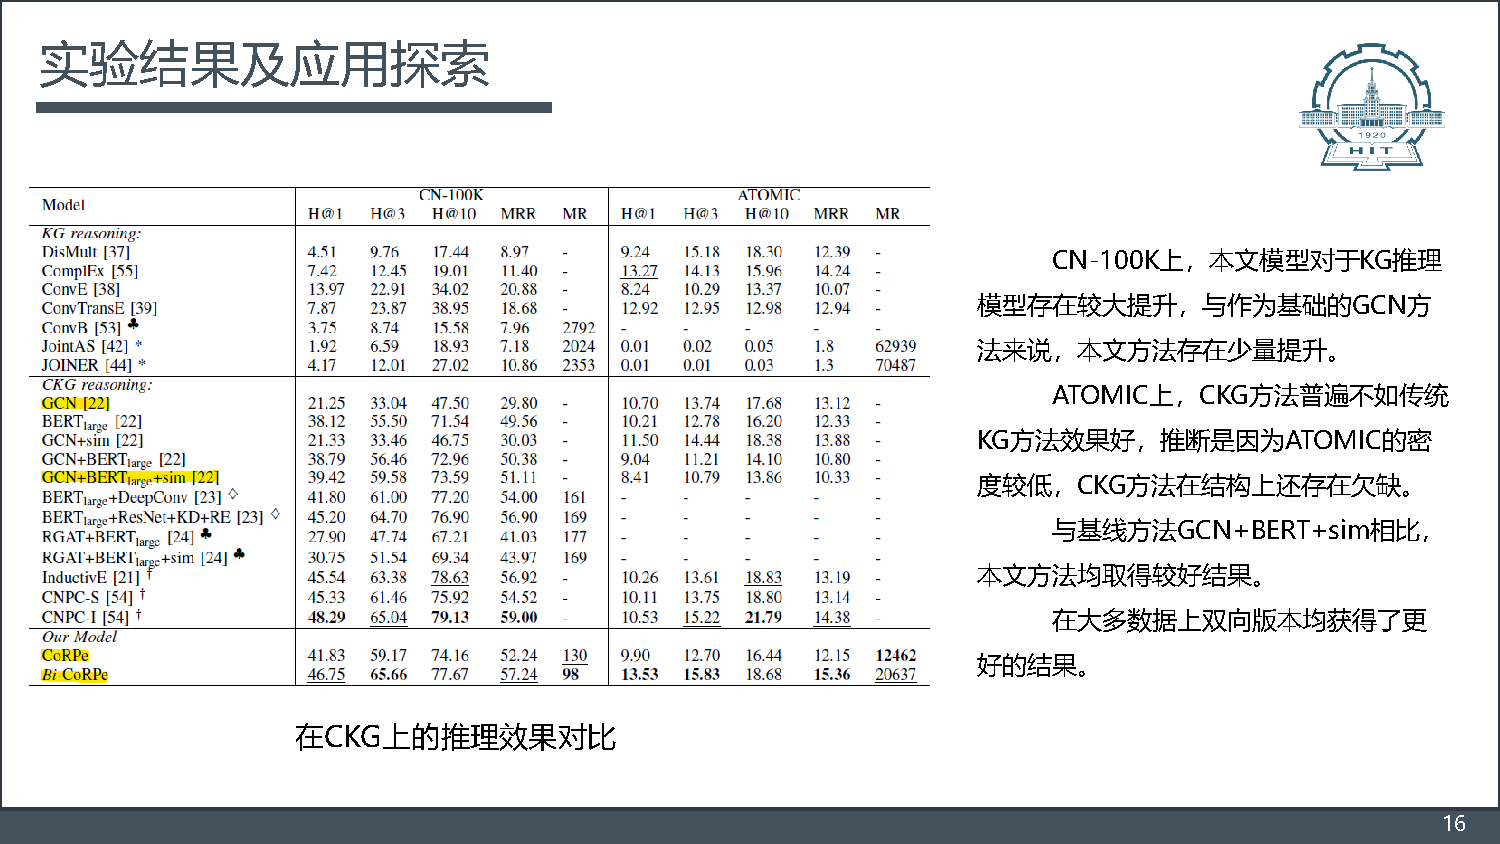 实验结果及应用探索
1920
HIT
Model CN-100K ATOMIC
H@1 H@3 H@10 MRR MR H@1 H@3 H@10 MRR MR
KG reasoning:
DisMult [37] 4.51 9.76 17.44 8.97 - 9.24 15.18 18.30 12.39 -
ComplEx [55] 7.42 12.45 19.01 11.40 - 13.27 14.13 15.96 14.24 -
ConvE [38] 13.97 22.91 34.02 20.88 - 8.24 10.29 13.37 10.07 -
ConvTransE [39] 7.87 23.87 38.95 18.68 - 12.92 12.95 12.98 12.94 -
ConvB [53] ♣ 3.75 8.74 15.58 7.96 2792 - - - - -
JointAS [42] * 1.92 6.59 18.93 7.18 2024 0.01 0.02 0.05 1.8 62939
JOINER [44] * 4.17 12.01 27.02 10.86 2353 0.01 0.01 0.03 1.3 70487
CKG reasoning:
GCN [22] 21.25 33.04 47.50 29.80 - 10.70 13.74 17.68 13.12 -
BERTlarge [22] 38.12 55.50 71.54 49.56 - 10.21 12.78 16.20 12.33 -
GCN+sim [22] 21.33 33.46 46.75 30.03 - 11.50 14.44 18.38 13.88 -
GCN+BERTlarge [22] 38.79 56.46 72.96 50.38 - 9.04 11.21 14.10 10.80 -
GCN+BERTlarge+sim [22] 39.42 59.58 73.59 51.11 - 8.41 10.79 13.86 10.33 -
BERTlarge+DeepConv [23] ♢ 41.80 61.00 77.20 54.00 161 - - - - -
BERTlarge+ResNet+KD+RE [23] ♢ 45.20 64.70 76.90 56.90 169 - - - - -
RGAT+BERTlarge [24] ♣ 27.90 47.74 67.21 41.03 177 - - - - -
RGAT+BERTlarge+sim [24] ♣ 30.75 51.54 69.34 43.97 169 - - - - -
InductivE [21] † 45.54 63.38 78.63 56.92 - 10.26 13.61 18.83 13.19 -
CNPC-S [54] † 45.33 61.46 75.92 54.52 - 10.11 13.75 18.80 13.14 -
CNPC-I [54] † 48.29 65.04 79.13 59.00 - 10.53 15.22 21.79 14.38 -
Our Model
CoRPe 41.83 59.17 74.16 52.24 130 9.90 12.70 16.44 12.15 12462
Bi CoRPe 46.75 65.66 77.67 57.24 98 13.53 15.83 18.68 15.36 20637
在CKG上的推理效果对比
CN-100K上，本文模型对于KG推理
模型存在较大提升，与作为基础的GCN方
法来说，本文方法存在少量提升。
ATOMIC上，CKG方法普遍不如传统
KG方法效果好，推断是因为ATOMIC的密
度较低，CKG方法在结构上还存在欠缺。
与基线方法GCN+BERT+sim相比，
本文方法均取得较好结果。
在大多数据上双向版本均获得了更
好的结果。
16